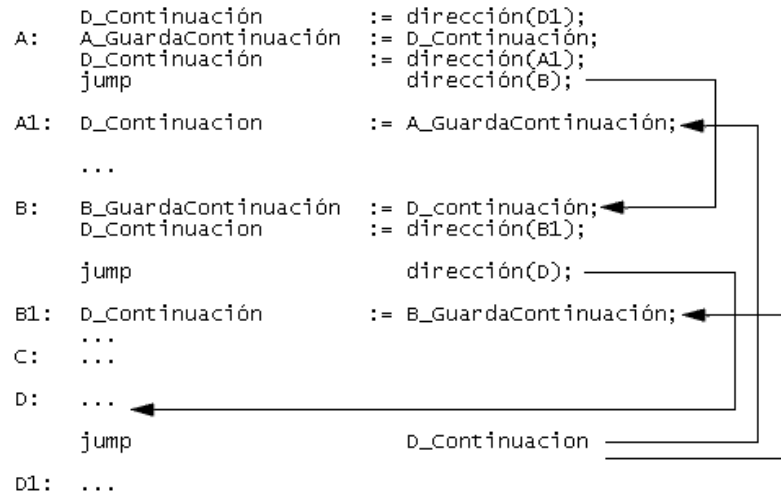 D_Continuación := dirección(D1);
A: A_GuardaContinuación := D_Continuación;
D_Continuación := dirección(A1);
jump dirección(B);
A1: D_Continuacion := A_GuardaContinuación;
...
B: B_GuardaContinuación := D_continuación;
D_Continuacion := dirección(B1);
jump dirección(D);
B1: D_Continuación := B_GuardaContinuación;
...
C: ...
D: ...
jump D_Continuacion
D1: ...